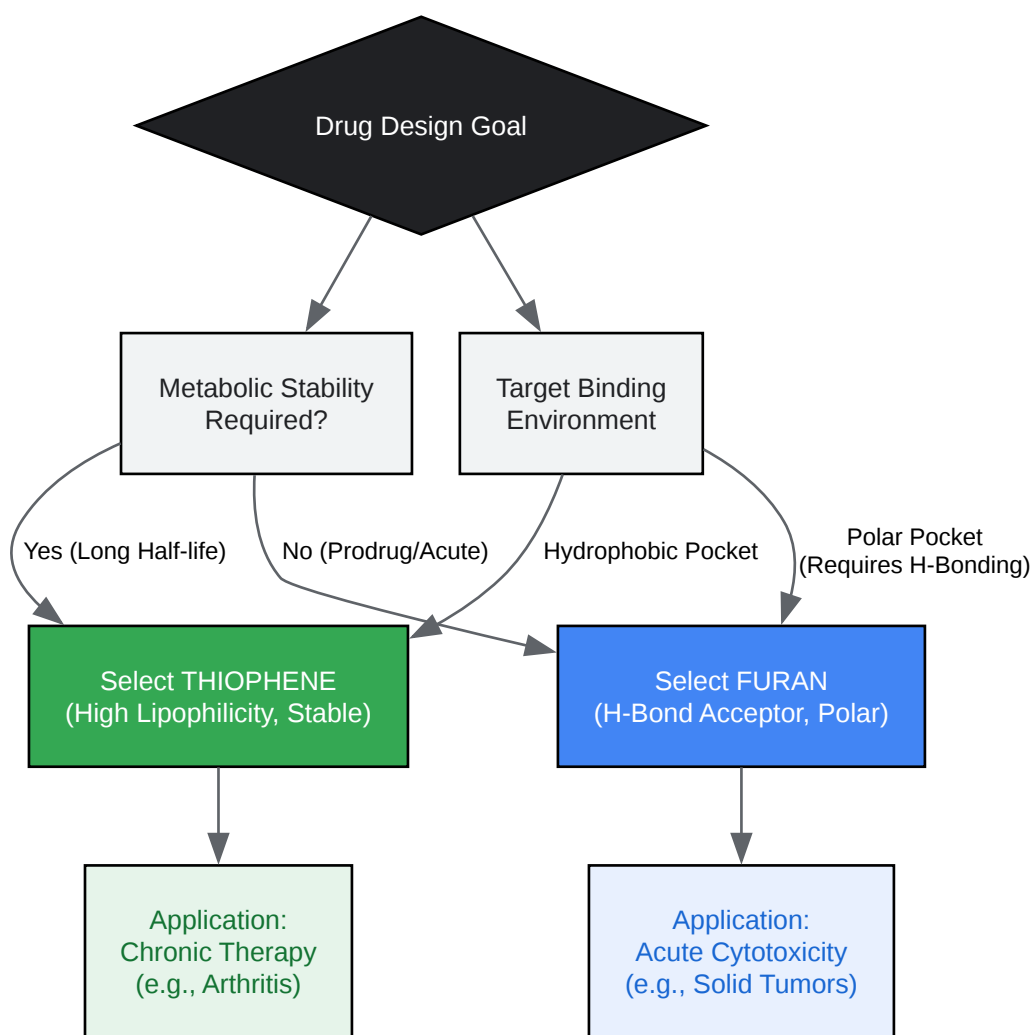 Drug Design Goal
Metabolic Stability
Required?
Target Binding
Environment
Yes (Long Half-life)
No (Prodrug/Acute)
Hydrophobic Pocket
Polar Pocket
(Requires H-Bonding)
Select THIOPHENE
(High Lipophilicity, Stable)
Select FURAN
(H-Bond Acceptor, Polar)
Application:
Chronic Therapy
(e.g., Arthritis)
Application:
Acute Cytotoxicity
(e.g., Solid Tumors)